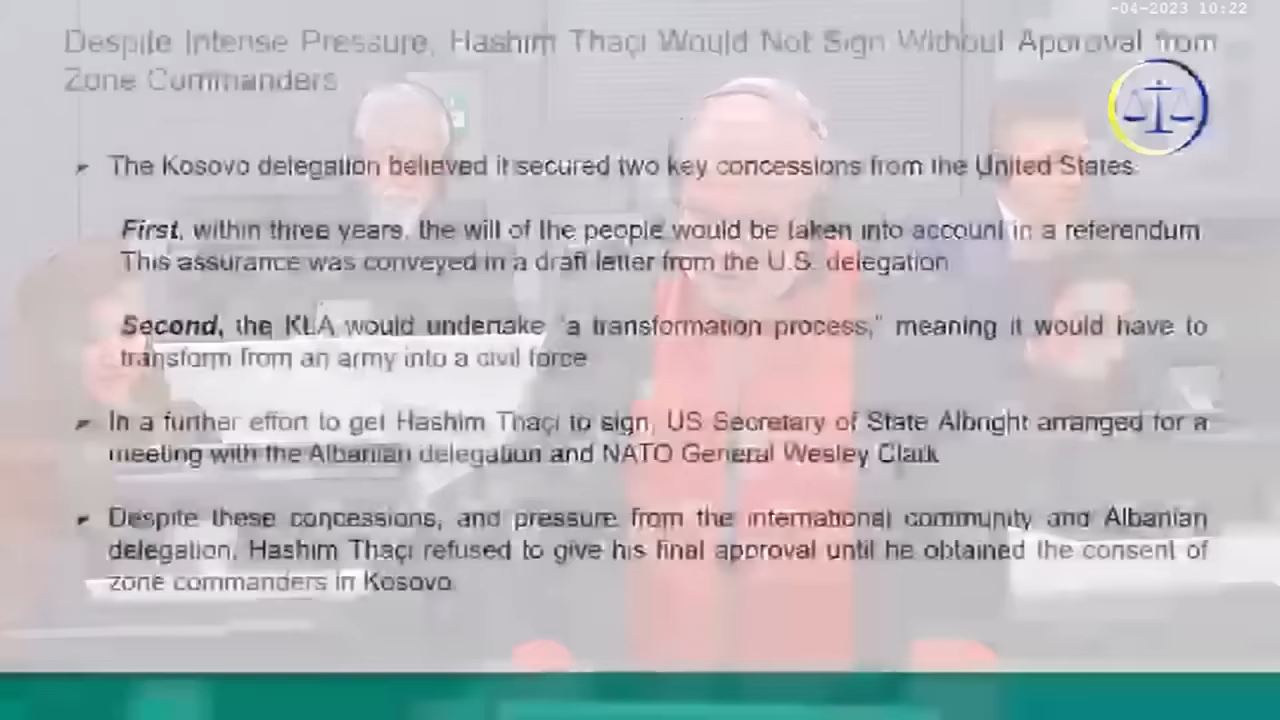 -04-2023 10:22
Despite Intense Pressure, Hashim Thaçi Would Not Sign Without Approval from
Zone Commanders
The Kosovo delegation believed it secured two key concessions from the United States:
First, within three years, the will of the people would be taken into account in a referendum.
This assurance was conveyed in a draft letter from the U.S. delegation.
Second, the KLA would undertake "a transformation process," meaning it would have to
transform from an army into a civil force.
In a further effort to get Hashim Thaçi to sign, US Secretary of State Albright arranged for a
meeting with the Albanian delegation and NATO General Wesley Clark.
Despite these concessions, and pressure from the international community and Albanian
delegation, Hashim Thaçi refused to give his final approval until he obtained the consent of
zone commanders in Kosovo.